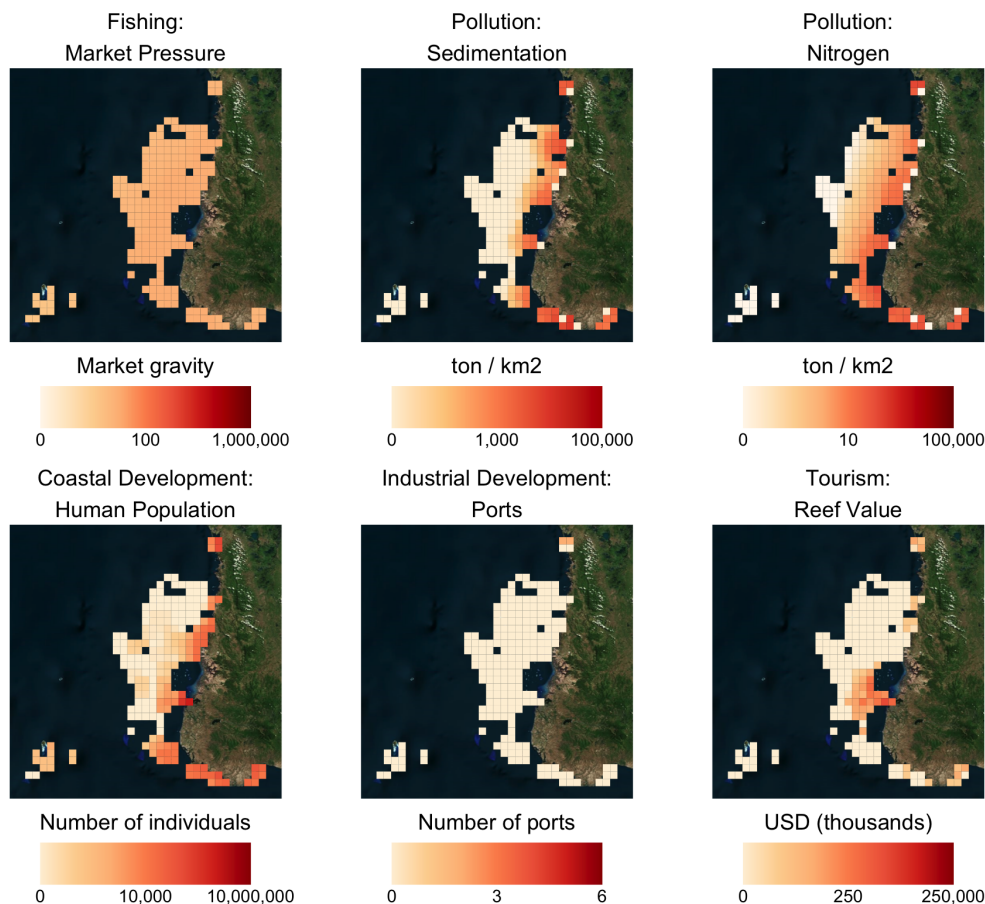 Fishing:
Market Pressure
Pollution:
Sedimentation
Pollution:
Nitrogen
Market gravity
0 100 1,000,000
ton / km2
0 1,000 100,000
ton / km2
0 10 100,000
Coastal Development:
Human Population
Industrial Development:
Ports
Tourism:
Reef Value
Number of individuals
0 10,000 10,000,000
Number of ports
0 3 6
USD (thousands)
0 250 250,000